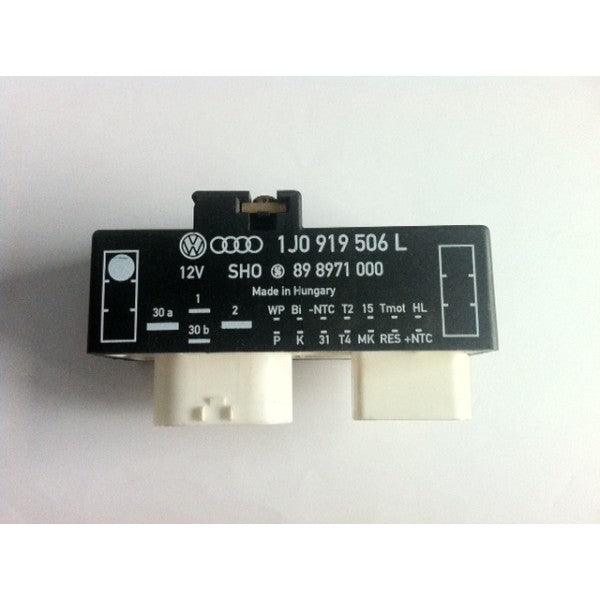 1J0 919 506 L
12V SHO 89 8971 000
Made in Hungary
30 a 1 2
30 b
WP Bi -NTC T2 15 Tmot HL
P K 31 T4 MK RES +NTC